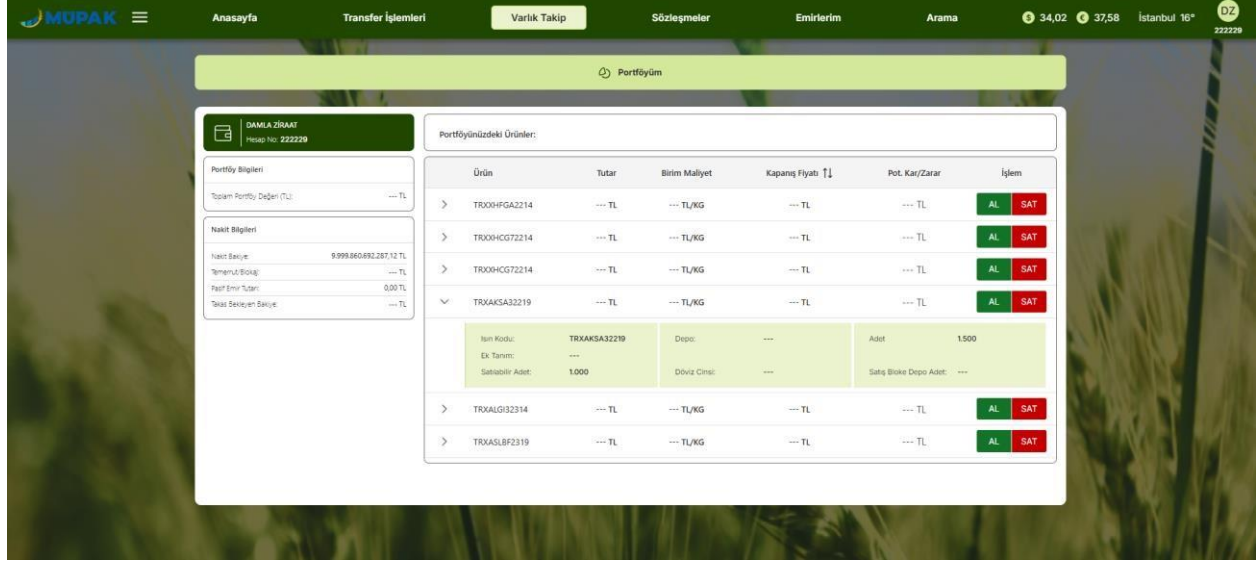 MÜPAK Anasayfa Transfer İşlemleri Varlık Takip Sözleşmeler Emirlerim Arama $ 34,02 € 37,58 İstanbul 16° DZ
222229
Portföyüm
DAMLA ZİRAAT
Hesap No: 222229
Portföy Bilgileri
Toplam Portföy Değeri (TL): --- TL
Nakit Bilgileri
Nakit Bakiye: 9.999.860.692.287,12 TL
Temerrut/Blokaj: --- TL
Pasif Emir Tutarı: 0,00 TL
Takas Bekleyen Bakiye: --- TL
Portföyünüzdeki Ürünler:
Ürün Tutar Birim Maliyet Kapanış Fiyatı Pot. Kar/Zarar İşlem
TRXXHFGA2214 --- TL --- TL/KG --- TL --- TL AL SAT
TRXXHCG72214 --- TL --- TL/KG --- TL --- TL AL SAT
TRXXHCG72214 --- TL --- TL/KG --- TL --- TL AL SAT
TRXAKSA32219 --- TL --- TL/KG --- TL --- TL AL SAT
Isın Kodu: TRXAKSA32219 Depo: --- Adet 1.500
Ek Tanım: ---
Satılabilir Adet: 1.000 Döviz Cinsi: --- Satış Bloke Depo Adet: ---
TRXALGI32314 --- TL --- TL/KG --- TL --- TL AL SAT
TRXASLBF2319 --- TL --- TL/KG --- TL --- TL AL SAT